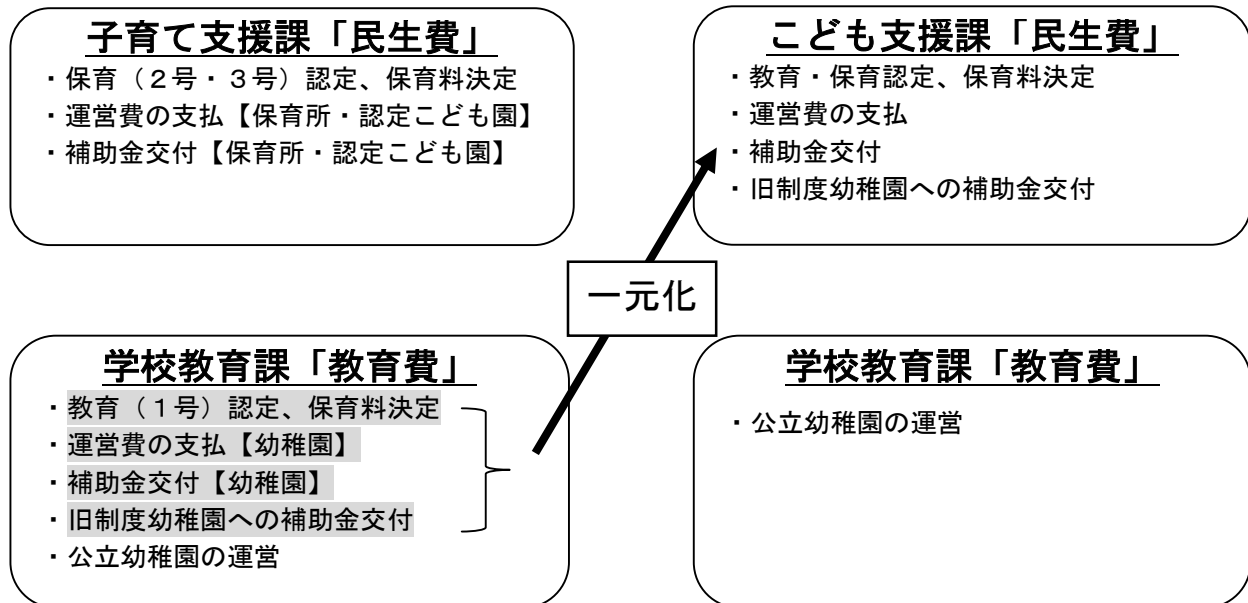 子育て支援課「民生費」
・保育（２号・３号）認定、保育料決定
・運営費の支払【保育所・認定こども園】
・補助金交付【保育所・認定こども園】
こども支援課「民生費」
・教育・保育認定、保育料決定
・運営費の支払
・補助金交付
・旧制度幼稚園への補助金交付
一元化
学校教育課「教育費」
・教育（１号）認定、保育料決定
・運営費の支払【幼稚園】
・補助金交付【幼稚園】
・旧制度幼稚園への補助金交付
・公立幼稚園の運営
学校教育課「教育費」
・公立幼稚園の運営